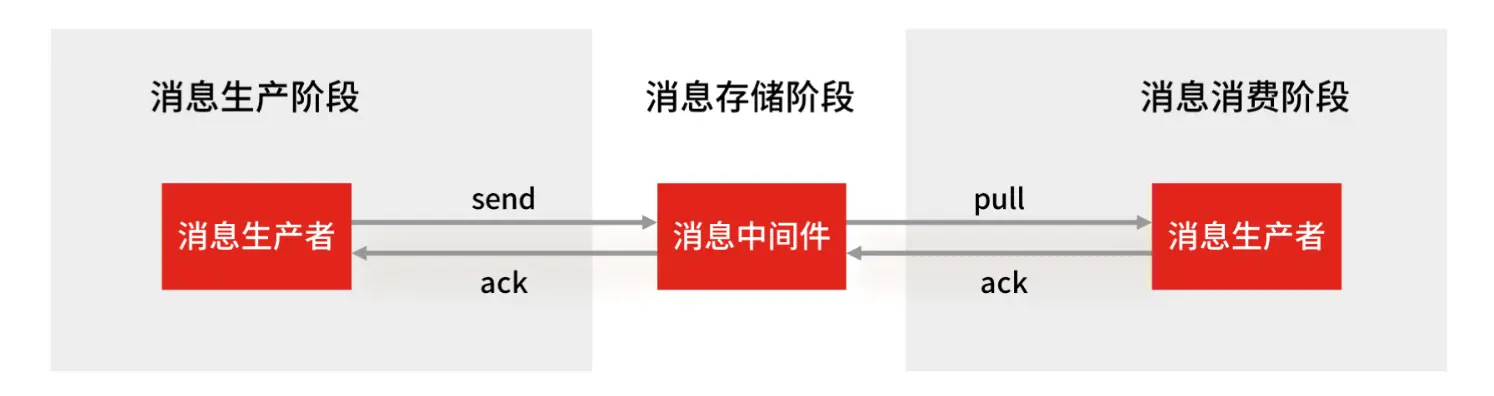 消息生产阶段
消息存储阶段
消息消费阶段
消息生产者
send
ack
消息中间件
pull
ack
消息生产者